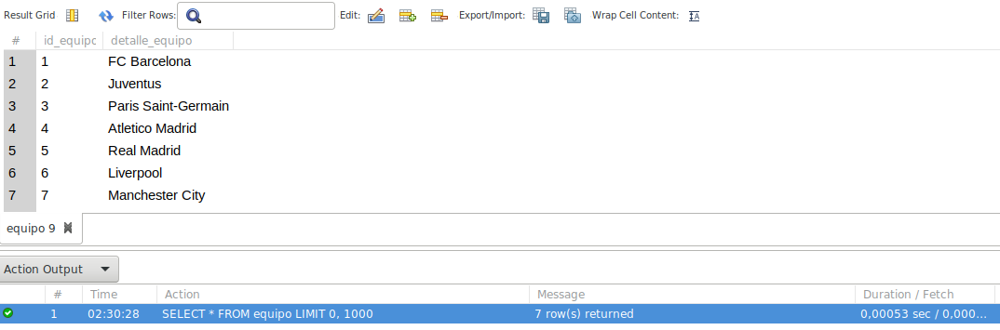 Result Grid Filter Rows: Edit: Export/Import: Wrap Cell Content:
# id_equipo detalle_equipo
1 1 FC Barcelona
2 2 Juventus
3 3 Paris Saint-Germain
4 4 Atletico Madrid
5 5 Real Madrid
6 6 Liverpool
7 7 Manchester City
equipo 9
Action Output
# Time Action Message Duration / Fetch
1 02:30:28 SELECT * FROM equipo LIMIT 0, 1000 7 row(s) returned 0,00053 sec / 0,000...